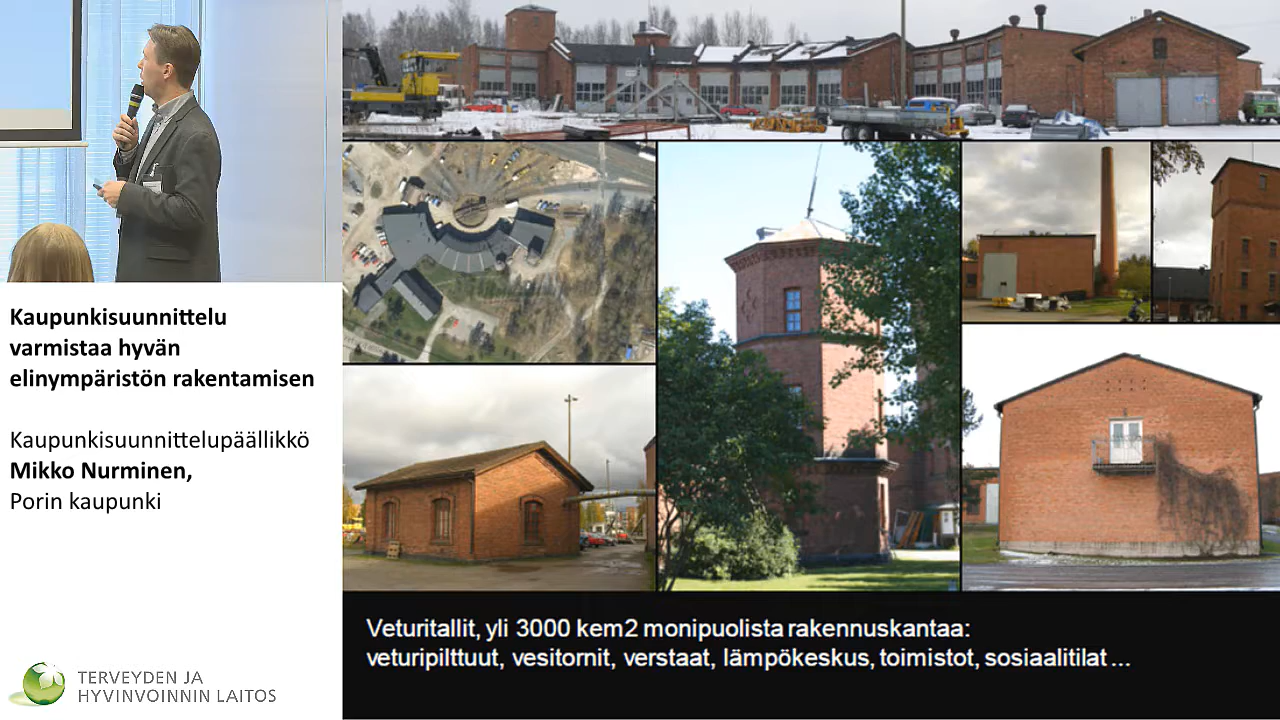 Kaupunkisuunnittelu
varmistaa hyvän
elinympäristön rakentamisen
Kaupunkisuunnittelupäällikkö
Mikko Nurminen,
Porin kaupunki
TERVEYDEN JA
HYVINVOINNIN LAITOS
Veturitallit, yli 3000 kem2 monipuolista rakennuskantaa:
veturipilttuut, vesitornit, verstaat, lämpökeskus, toimistot, sosiaalitilat ...